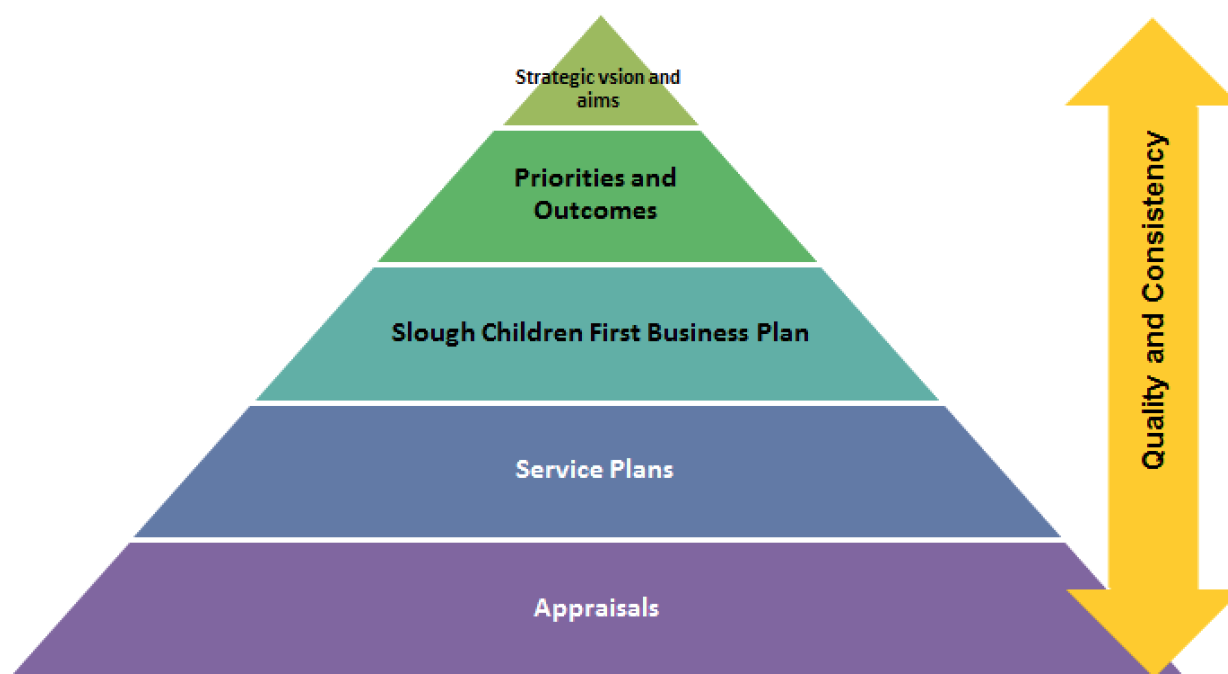 Strategic vsion and
aims
Priorities and
Outcomes
Slough Children First Business Plan
Service Plans
Appraisals
Quality and Consistency